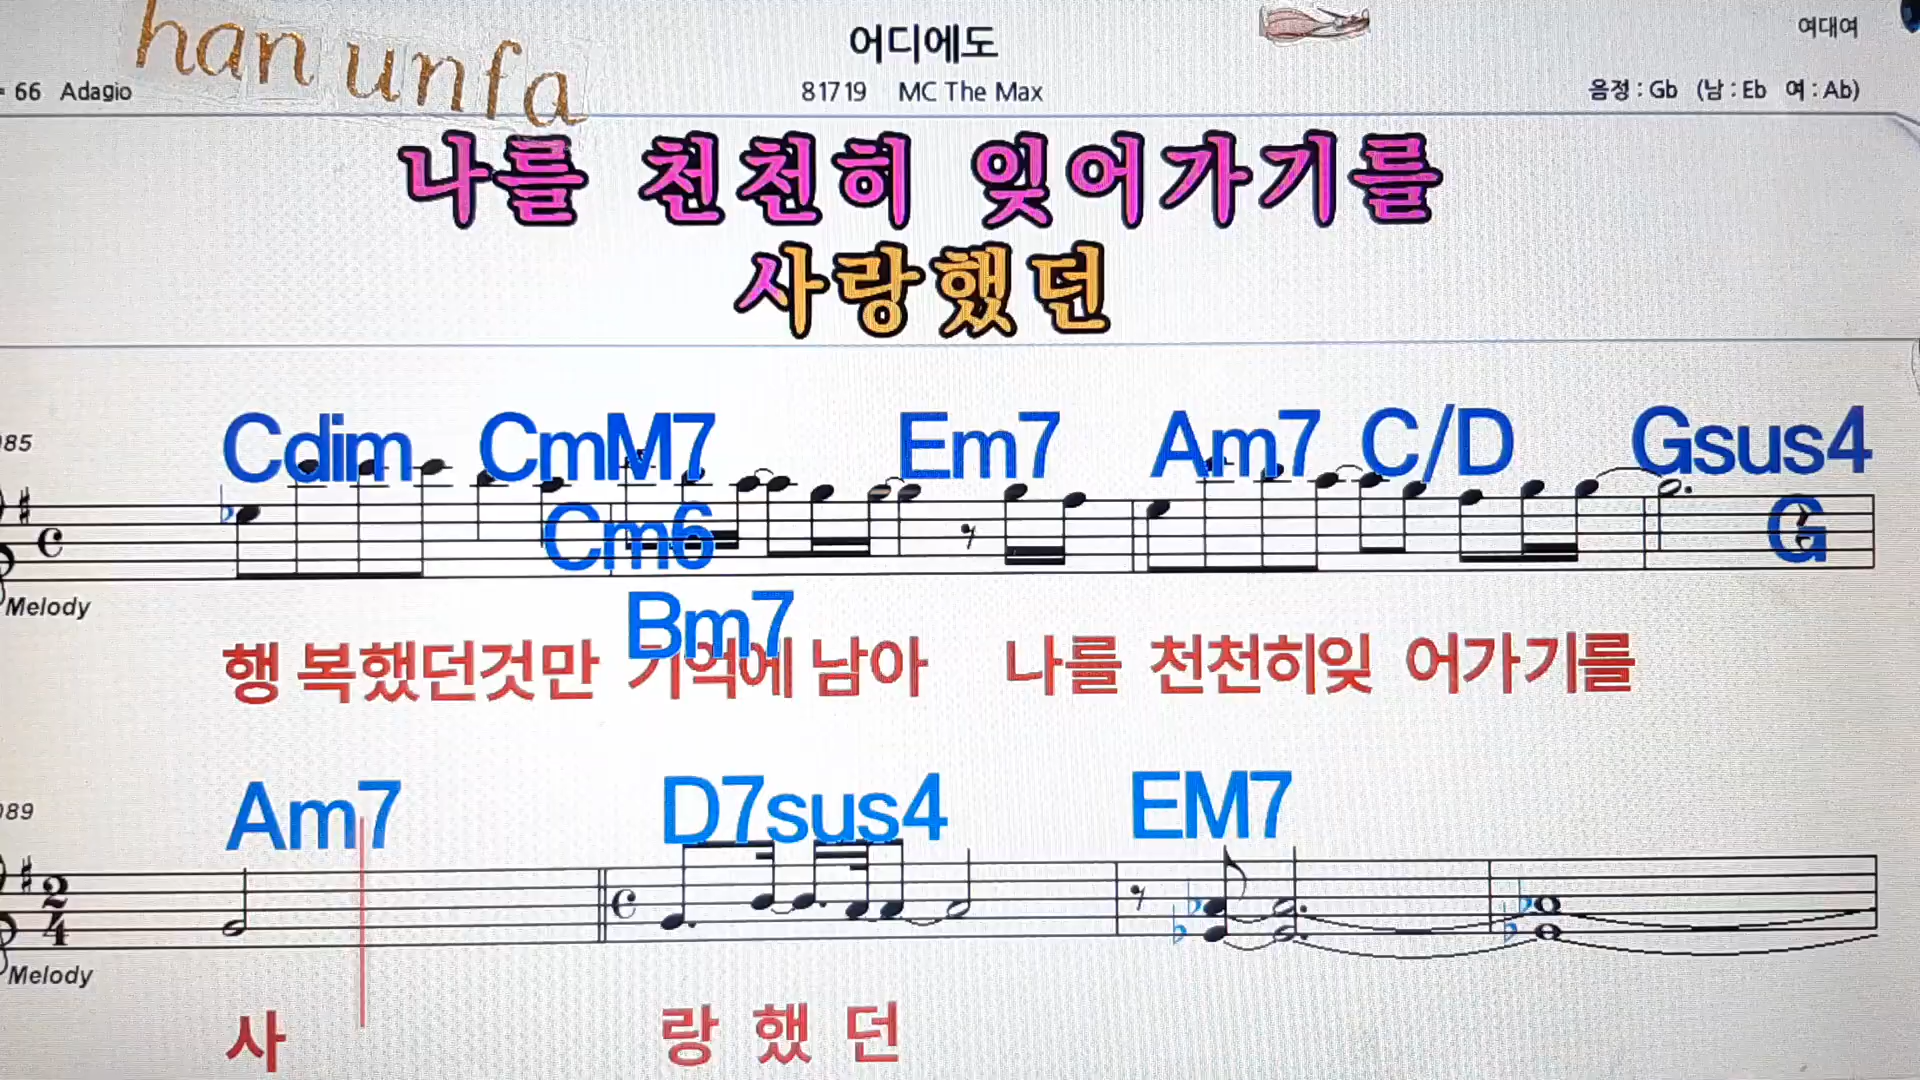 han unfa
어디에도
여대여
= 66 Adagio
81719 MC The Max
음정 : Gb (남 : Eb 여 : Ab)
나를 천천히 잊어가기를
사랑했던
Cdim CmM7 Em7 Am7 C/D Gsus4
Cm6 G
Bm7
Melody
행 복했던것만 기억에 남아 나를 천천히잊 어가기를
Am7 D7sus4 EM7
2
4
Melody
사 랑 했 던